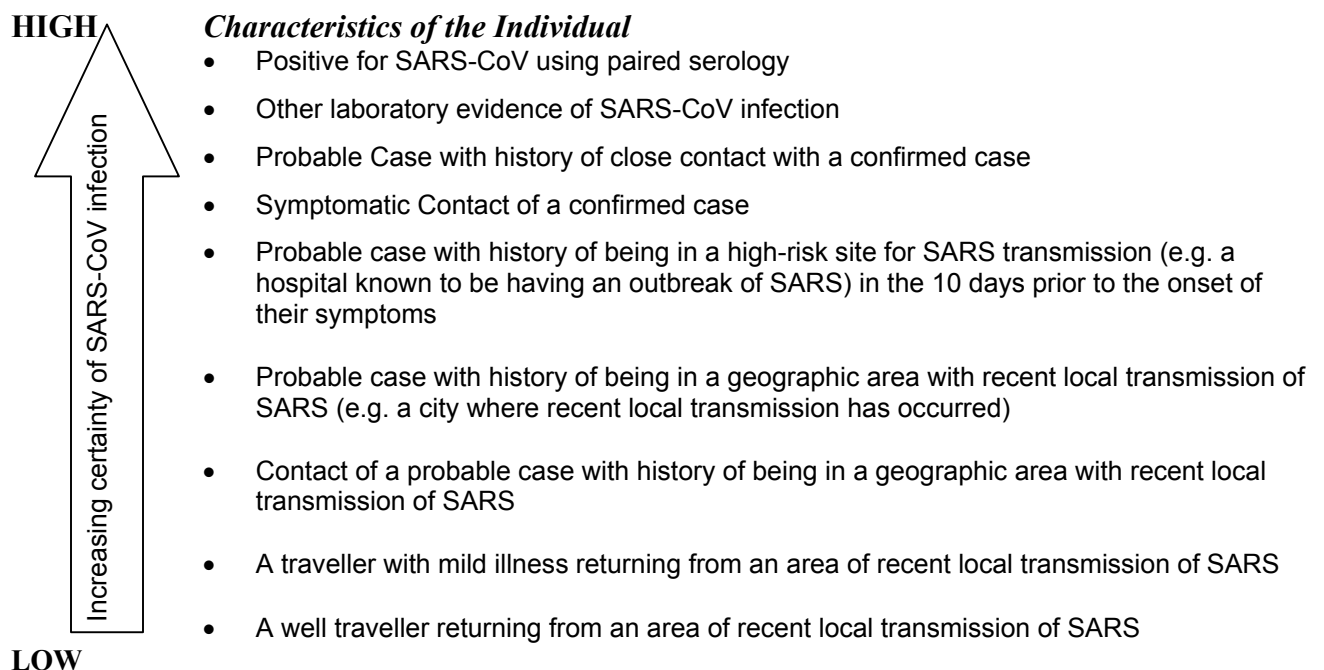 HIGH
Characteristics of the Individual
• Positive for SARS-CoV using paired serology
• Other laboratory evidence of SARS-CoV infection
• Probable Case with history of close contact with a confirmed case
• Symptomatic Contact of a confirmed case
• Probable case with history of being in a high-risk site for SARS transmission (e.g. a
hospital known to be having an outbreak of SARS) in the 10 days prior to the onset of
their symptoms
• Probable case with history of being in a geographic area with recent local transmission of
SARS (e.g. a city where recent local transmission has occurred)
• Contact of a probable case with history of being in a geographic area with recent local
transmission of SARS
• A traveller with mild illness returning from an area of recent local transmission of SARS
• A well traveller returning from an area of recent local transmission of SARS
Increasing certainty of SARS-CoV infection
LOW